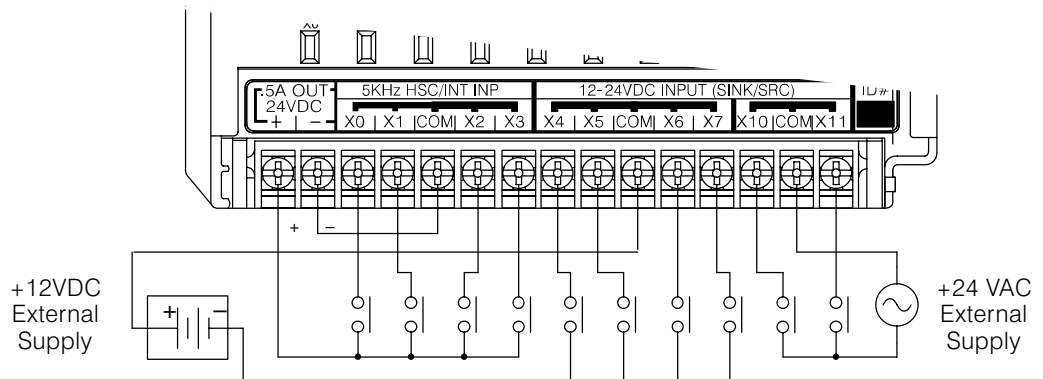 X0
.5A OUT
24VDC
+ | −
5KHz HSC/INT INP
X0 | X1 |COM| X2 | X3
12-24VDC INPUT (SINK/SRC)
X4 | X5 |COM| X6 | X7
X10 |COM| X11
ID#
+ −
+12VDC
External
Supply
+ −
+24 VAC
External
Supply